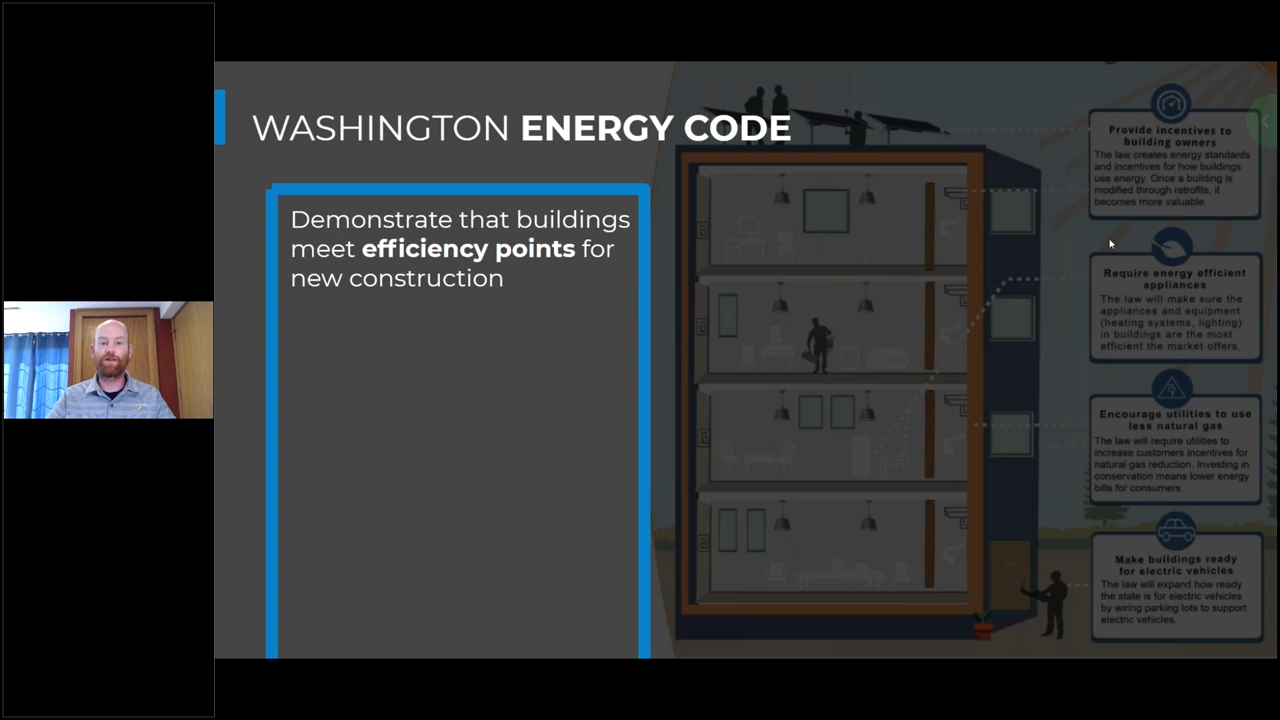 WASHINGTON ENERGY CODE
Demonstrate that buildings
meet efficiency points for
new construction
Provide incentives to
building owners
The law creates energy standards
and incentives for how buildings
use energy. Once a building is
modified through retrofits, it
becomes more valuable.
Require energy efficient
appliances
The law will make sure the
appliances and equipment
(heating systems, lighting)
in buildings are the most
efficient the market offers.
Encourage utilities to use
less natural gas
The law will require utilities to
increase customers incentives for
natural gas reduction. Investing in
conservation means lower energy
bills for consumers.
Make buildings ready
for electric vehicles
The law will expand how ready
the state is for electric vehicles
by wiring parking lots to support
electric vehicles.